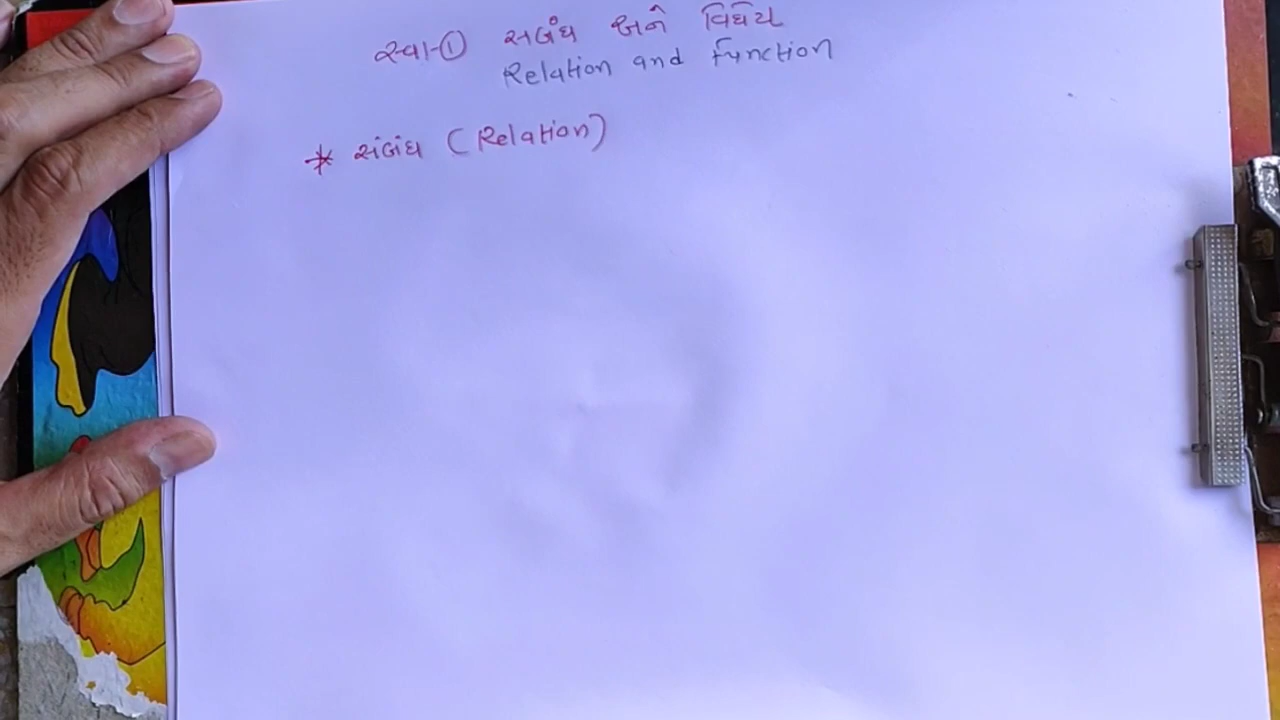 સ્વા-① સબંધ અને વિધેય
Relation and function
* સંબંધ (Relation)